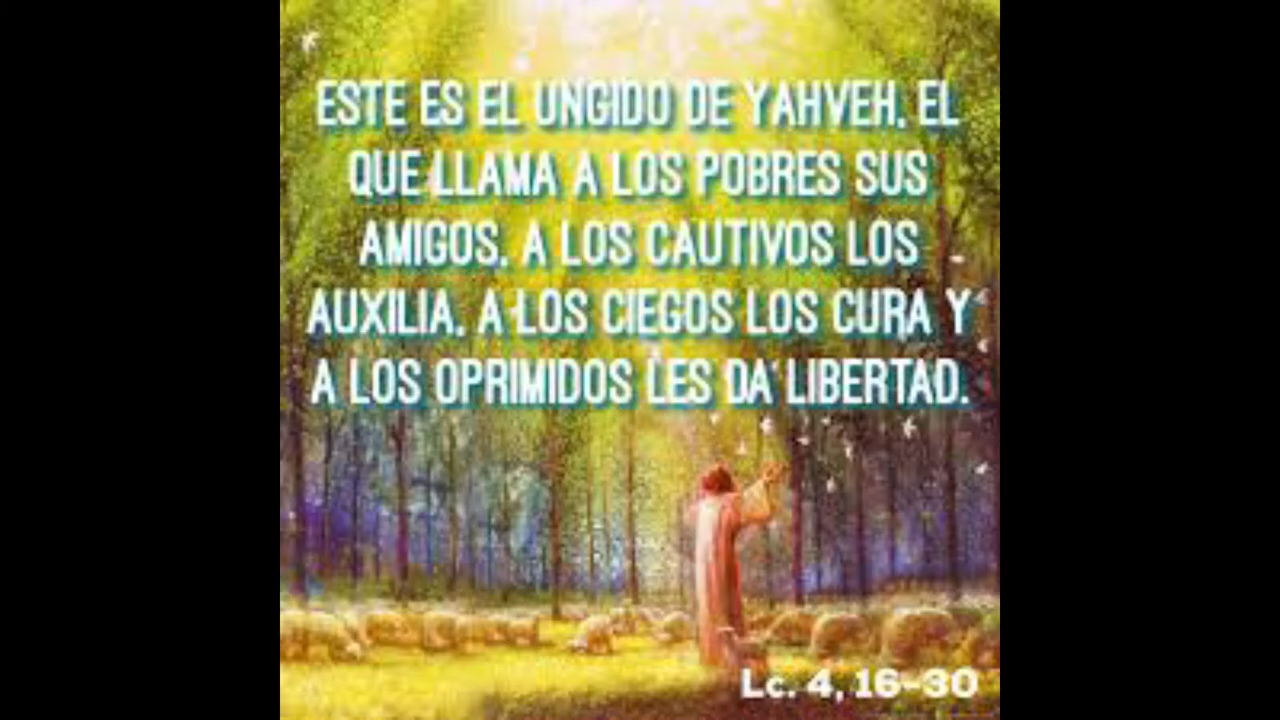 ESTE ES EL UNGIDO DE YAHVEH, EL
QUE LLAMA A LOS POBRES SUS
AMIGOS, A LOS CAUTIVOS LOS
AUXILIA, A LOS CIEGOS LOS CURA Y
A LOS OPRIMIDOS LES DA LIBERTAD.
Lc. 4, 16-30